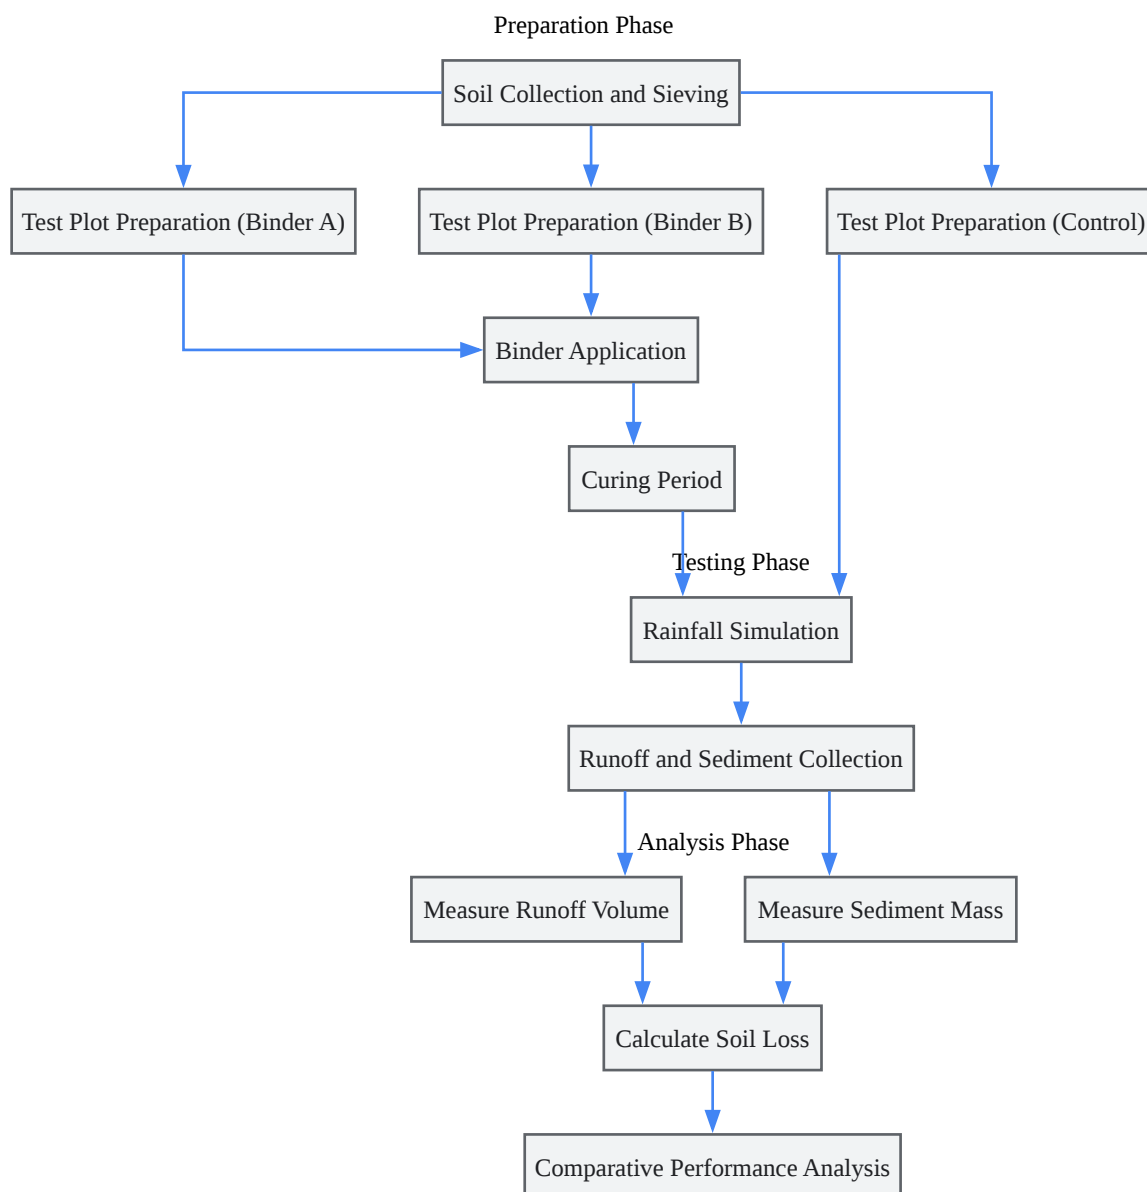 Preparation Phase
Soil Collection and Sieving
Test Plot Preparation (Binder A)
Test Plot Preparation (Binder B)
Test Plot Preparation (Control)
Binder Application
Curing Period
Testing Phase
Rainfall Simulation
Runoff and Sediment Collection
Analysis Phase
Measure Runoff Volume
Measure Sediment Mass
Calculate Soil Loss
Comparative Performance Analysis